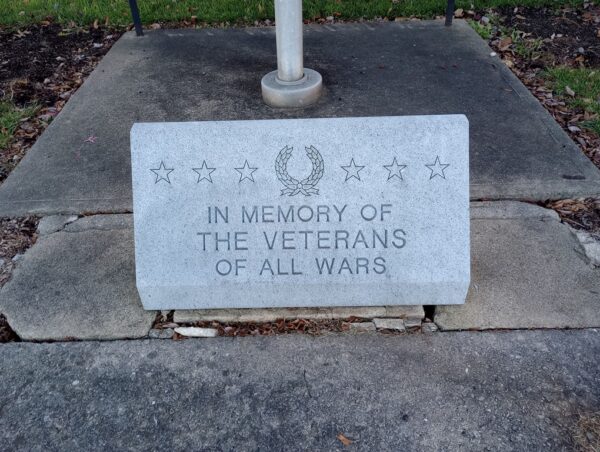 IN MEMORY OF
THE VETERANS
OF ALL WARS